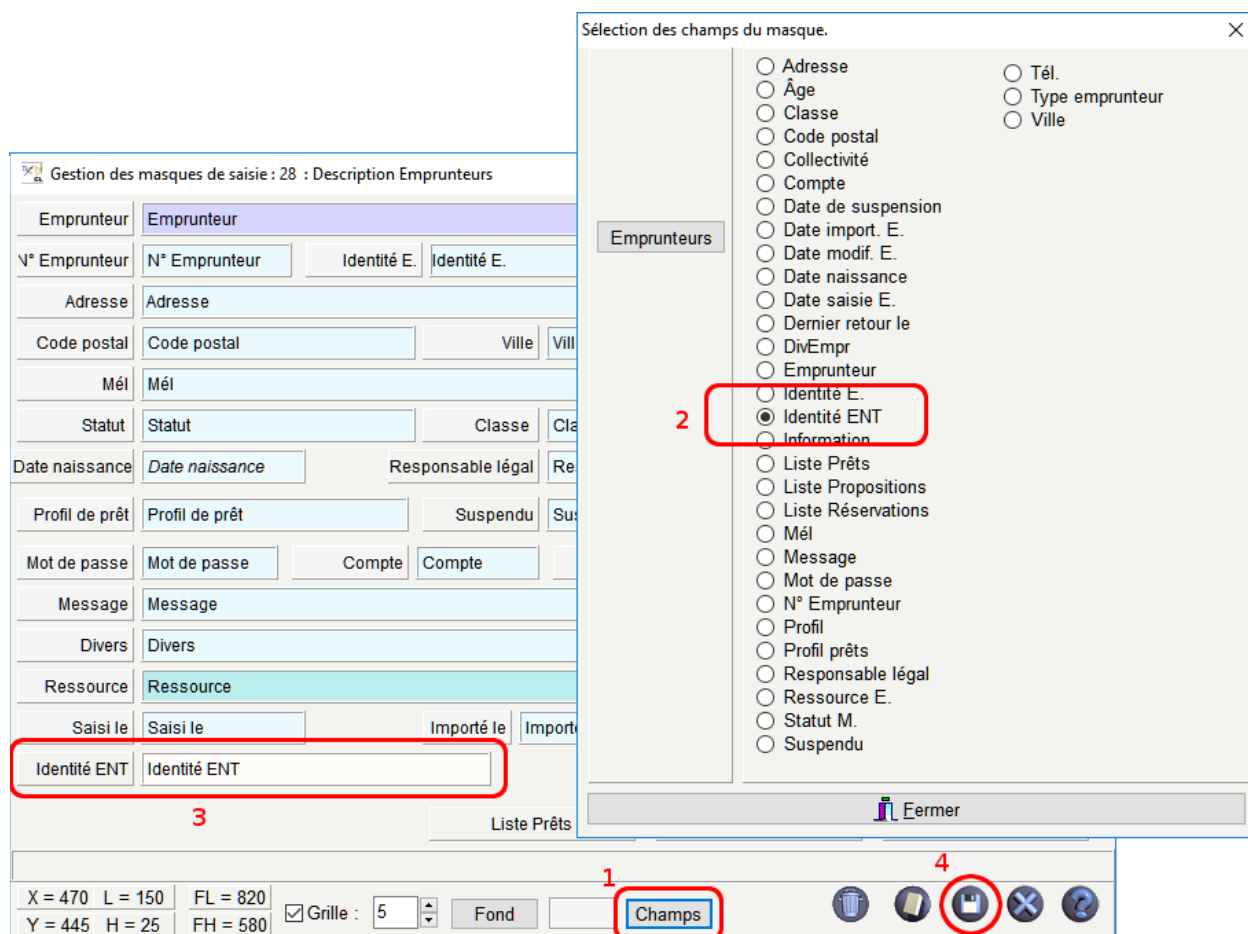 Sélection des champs du masque.
Adresse
Âge
Classe
Code postal
Collectivité
Compte
Date de suspension
Date import. E.
Date modif. E.
Date naissance
Date saisie E.
Dernier retour le
DivEmpr
Emprunteur
Identité E.
Identité ENT
Information
Liste Prêts
Liste Propositions
Liste Réservations
Mél
Message
Mot de passe
N° Emprunteur
Profil
Profil prêts
Responsable légal
Ressource E.
Statut M.
Suspendu
Tél.
Type emprunteur
Ville
Emprunteurs
2
Fermer
Gestion des masques de saisie : 28 : Description Emprunteurs
Emprunteur Emprunteur
N° Emprunteur N° Emprunteur Identité E. Identité E.
Adresse Adresse
Code postal Code postal Ville Vill
Mél Mél
Statut Statut Classe Cla
Date naissance Date naissance Responsable légal Re
Profil de prêt Profil de prêt Suspendu Sus
Mot de passe Mot de passe Compte Compte
Message Message
Divers Divers
Ressource Ressource
Saisi le Saisi le Importé le Import
Identité ENT Identité ENT
3
Liste Prêts
1
4
X = 470 L = 150 FL = 820
Y = 445 H = 25 FH = 580
Grille : 5 Fond Champs